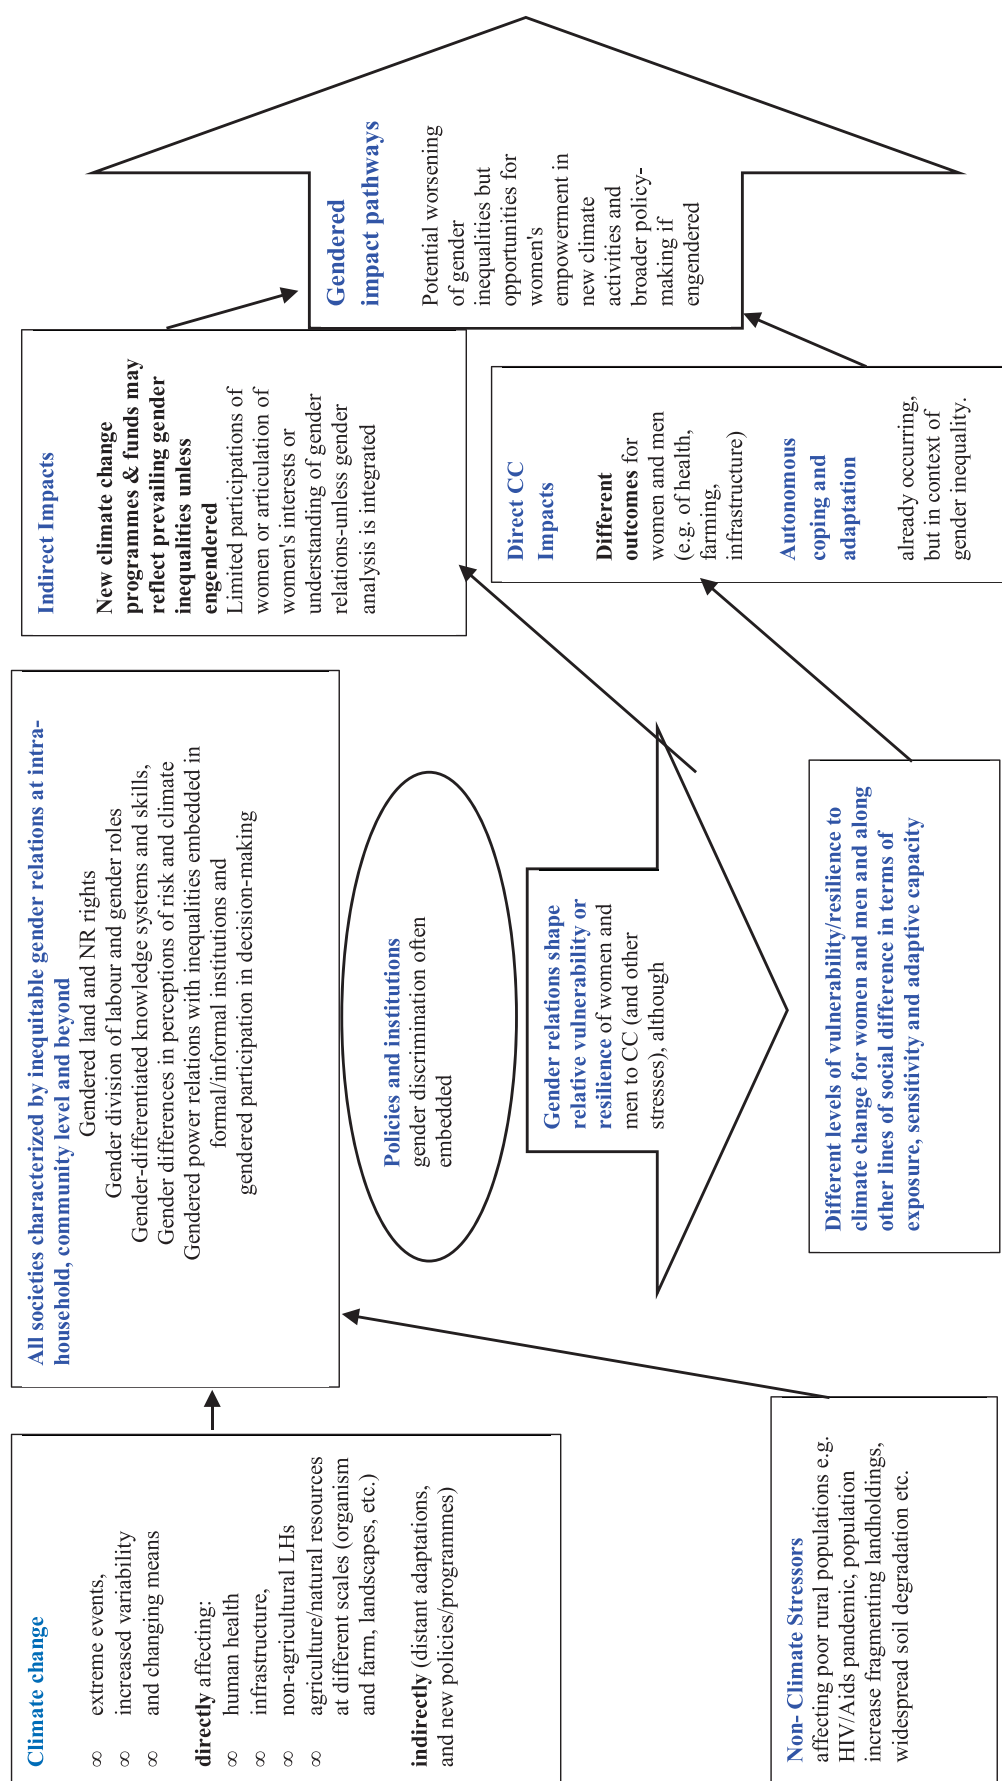 Climate change
∞ extreme events,
∞ increased variability
∞ and changing means
directly affecting:
∞ human health
∞ infrastructure,
∞ non-agricultural LHs
∞ agriculture/natural resources
at different scales (organism
and farm, landscapes, etc.)
indirectly (distant adaptations,
and new policies/programmes)
Non- Climate Stressors
affecting poor rural populations e.g.
HIV/Aids pandemic, population
increase fragmenting landholdings,
widespread soil degradation etc.
All societies characterized by inequitable gender relations at intra-
household, community level and beyond
Gendered land and NR rights
Gender division of labour and gender roles
Gender-differentiated knowledge systems and skills,
Gender differences in perceptions of risk and climate
Gendered power relations with inequalities embedded in
formal/informal institutions and
gendered participation in decision-making
Policies and institutions
gender discrimination often
embedded
Gender relations shape
relative vulnerability or
resilience of women and
men to CC (and other
stresses), although
Different levels of vulnerability/resilience to
climate change for women and men and along
other lines of social difference in terms of
exposure, sensitivity and adaptive capacity
Indirect Impacts
New climate change
programmes & funds may
reflect prevailing gender
inequalities unless
engendered
Limited participations of
women or articulation of
women's interests or
understanding of gender
relations-unless gender
analysis is integrated
Direct CC
Impacts
Different
outcomes for
women and men
(e.g. of health,
farming,
infrastructure)
Autonomous
coping and
adaptation
already occurring,
but in context of
gender inequality.
Gendered
impact pathways
Potential worsening
of gender
inequalities but
opportunities for
women's
empowerment in
new climate
activities and
broader policy-
making if
engendered